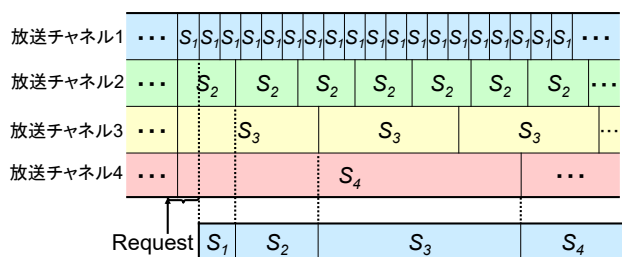 放送チャネル1 ··· S₁ S₁ S₁ S₁ S₁ S₁ S₁ S₁ S₁ S₁ S₁ S₁ S₁ S₁ S₁ S₁ S₁ S₁ S₁ ···
放送チャネル2 ··· S₂ S₂ S₂ S₂ S₂ S₂ S₂ ···
放送チャネル3 ··· S₃ S₃ S₃ ···
放送チャネル4 ··· S₄ ···
Request S₁ S₂ S₃ S₄